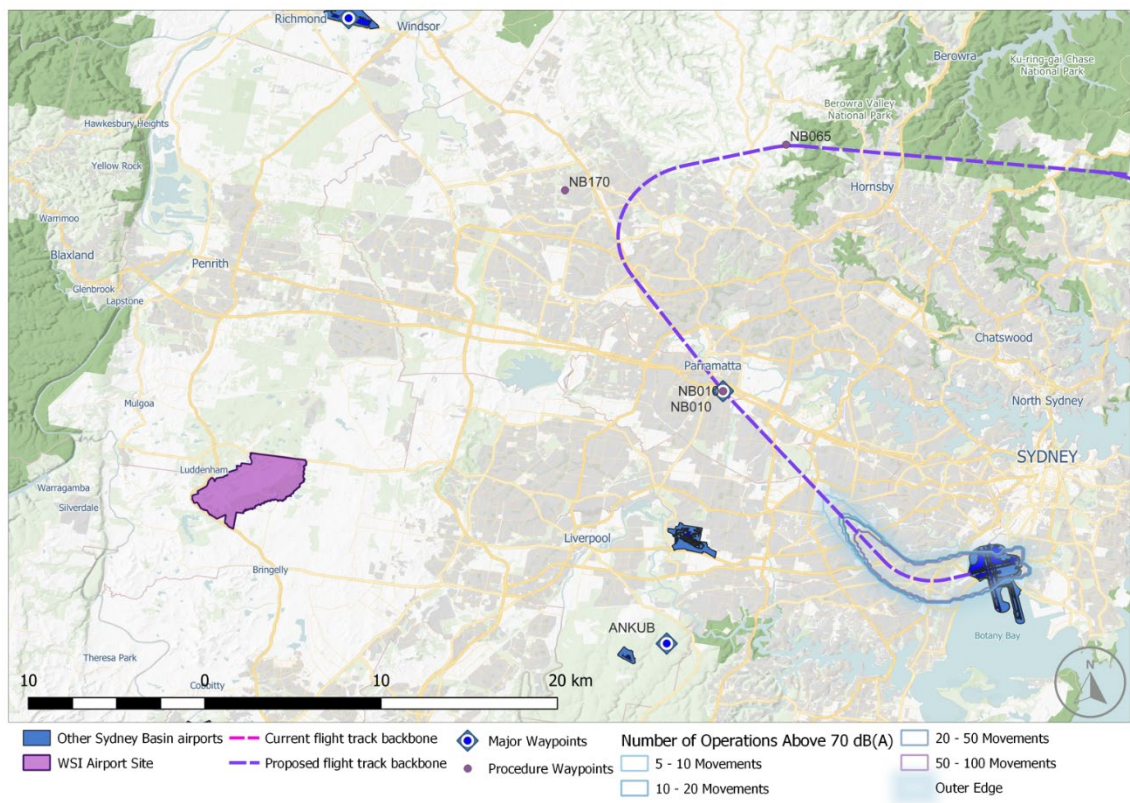 Richmond
Windsor
Berowra
Ku-ring-gai Chase
National Park
Berowra Valley
National Park
Hawkesbury Heights
NB065
Yellow Rock
NB170
Hornsby
Warrimoo
Blaxland
Penrith
Glenbrook
Lapstone
Chatswood
Parramatta
NB010
NB010
Mulgoa
North Sydney
SYDNEY
Luddenham
Warragamba
Silverdale
Liverpool
Bringelly
ANKUB
Botany Bay
Theresa Park
Cobbitty
N
10 0 10 20 km
Other Sydney Basin airports
WSI Airport Site
Current flight track backbone
Proposed flight track backbone
Major Waypoints
Procedure Waypoints
Number of Operations Above 70 dB(A)
5 - 10 Movements
10 - 20 Movements
20 - 50 Movements
50 - 100 Movements
Outer Edge